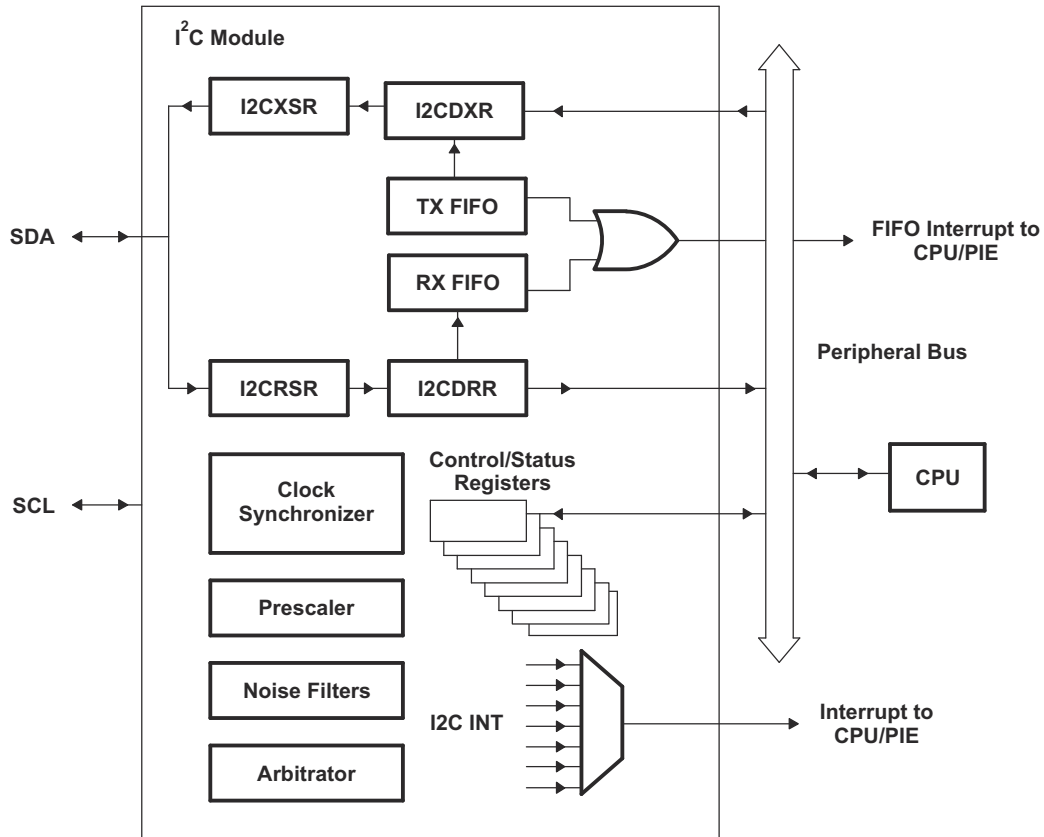 I²C Module
I2CXSR
I2CDXR
TX FIFO
SDA
FIFO Interrupt to
CPU/PIE
RX FIFO
Peripheral Bus
I2CRSR
I2CDRR
Control/Status
Registers
Clock
Synchronizer
SCL
CPU
Prescaler
Noise Filters
I2C INT
Interrupt to
CPU/PIE
Arbitrator